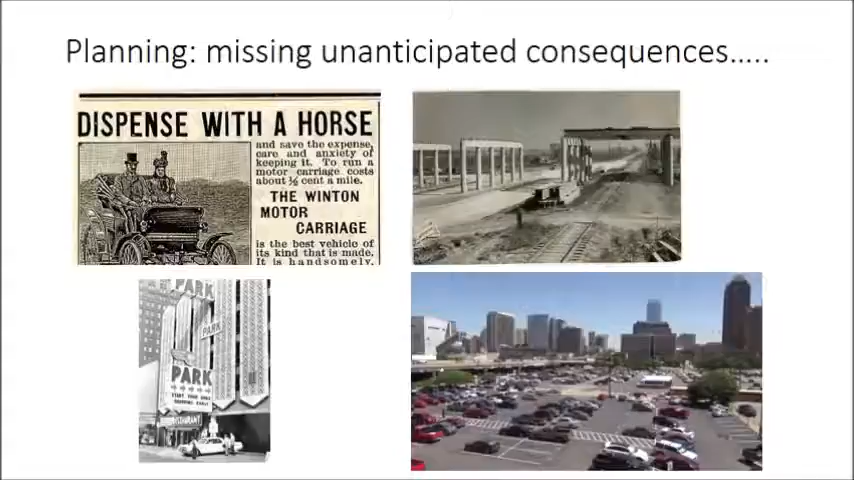 Planning: missing unanticipated consequences.....
DISPENSE WITH A HORSE
and save the expense,
care and anxiety of
keeping it. To run a
motor carriage costs
about ½ cent a mile.
THE WINTON
MOTOR
CARRIAGE
is the best vehicle of
its kind that is made.
It is handsomely,
PARK
PARK
PARK
RESTAURANT